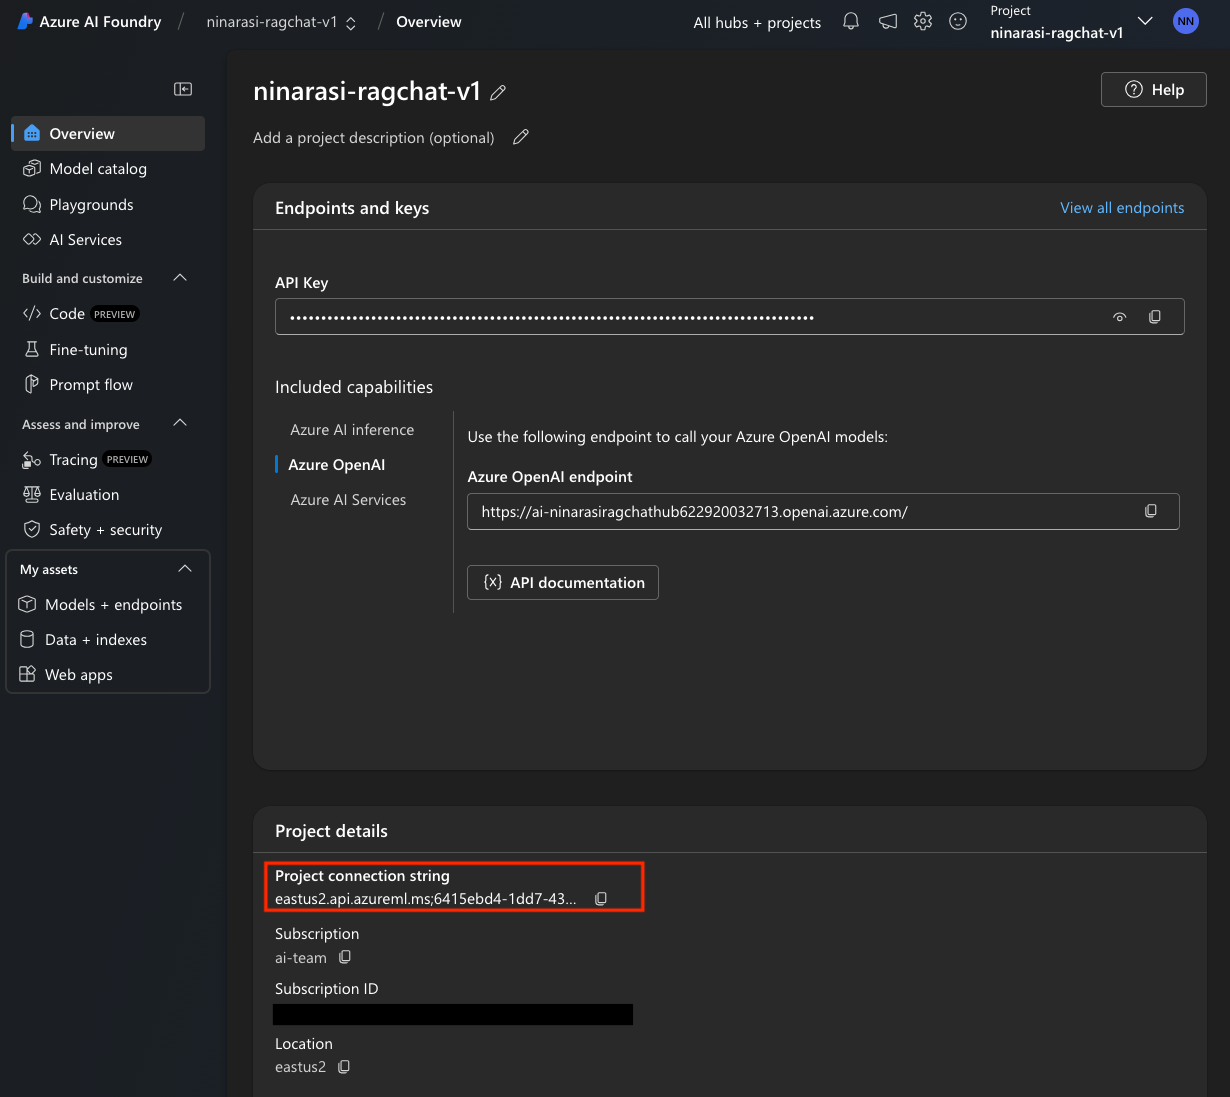 Azure AI Foundry / ninarasi-ragchat-v1 / Overview
All hubs + projects
Project
ninarasi-ragchat-v1
NN
Overview
Model catalog
Playgrounds
AI Services
Build and customize
Code PREVIEW
Fine-tuning
Prompt flow
Assess and improve
Tracing PREVIEW
Evaluation
Safety + security
My assets
Models + endpoints
Data + indexes
Web apps
ninarasi-ragchat-v1
Help
Add a project description (optional)
Endpoints and keys
View all endpoints
API Key
Included capabilities
Azure AI inference
Azure OpenAI
Azure AI Services
Use the following endpoint to call your Azure OpenAI models:
Azure OpenAI endpoint
https://ai-ninarasiragchathub622920032713.openai.azure.com/
{x} API documentation
Project details
Project connection string
eastus2.api.azureml.ms;6415ebd4-1dd7-43...
Subscription
ai-team
Subscription ID
Location
eastus2